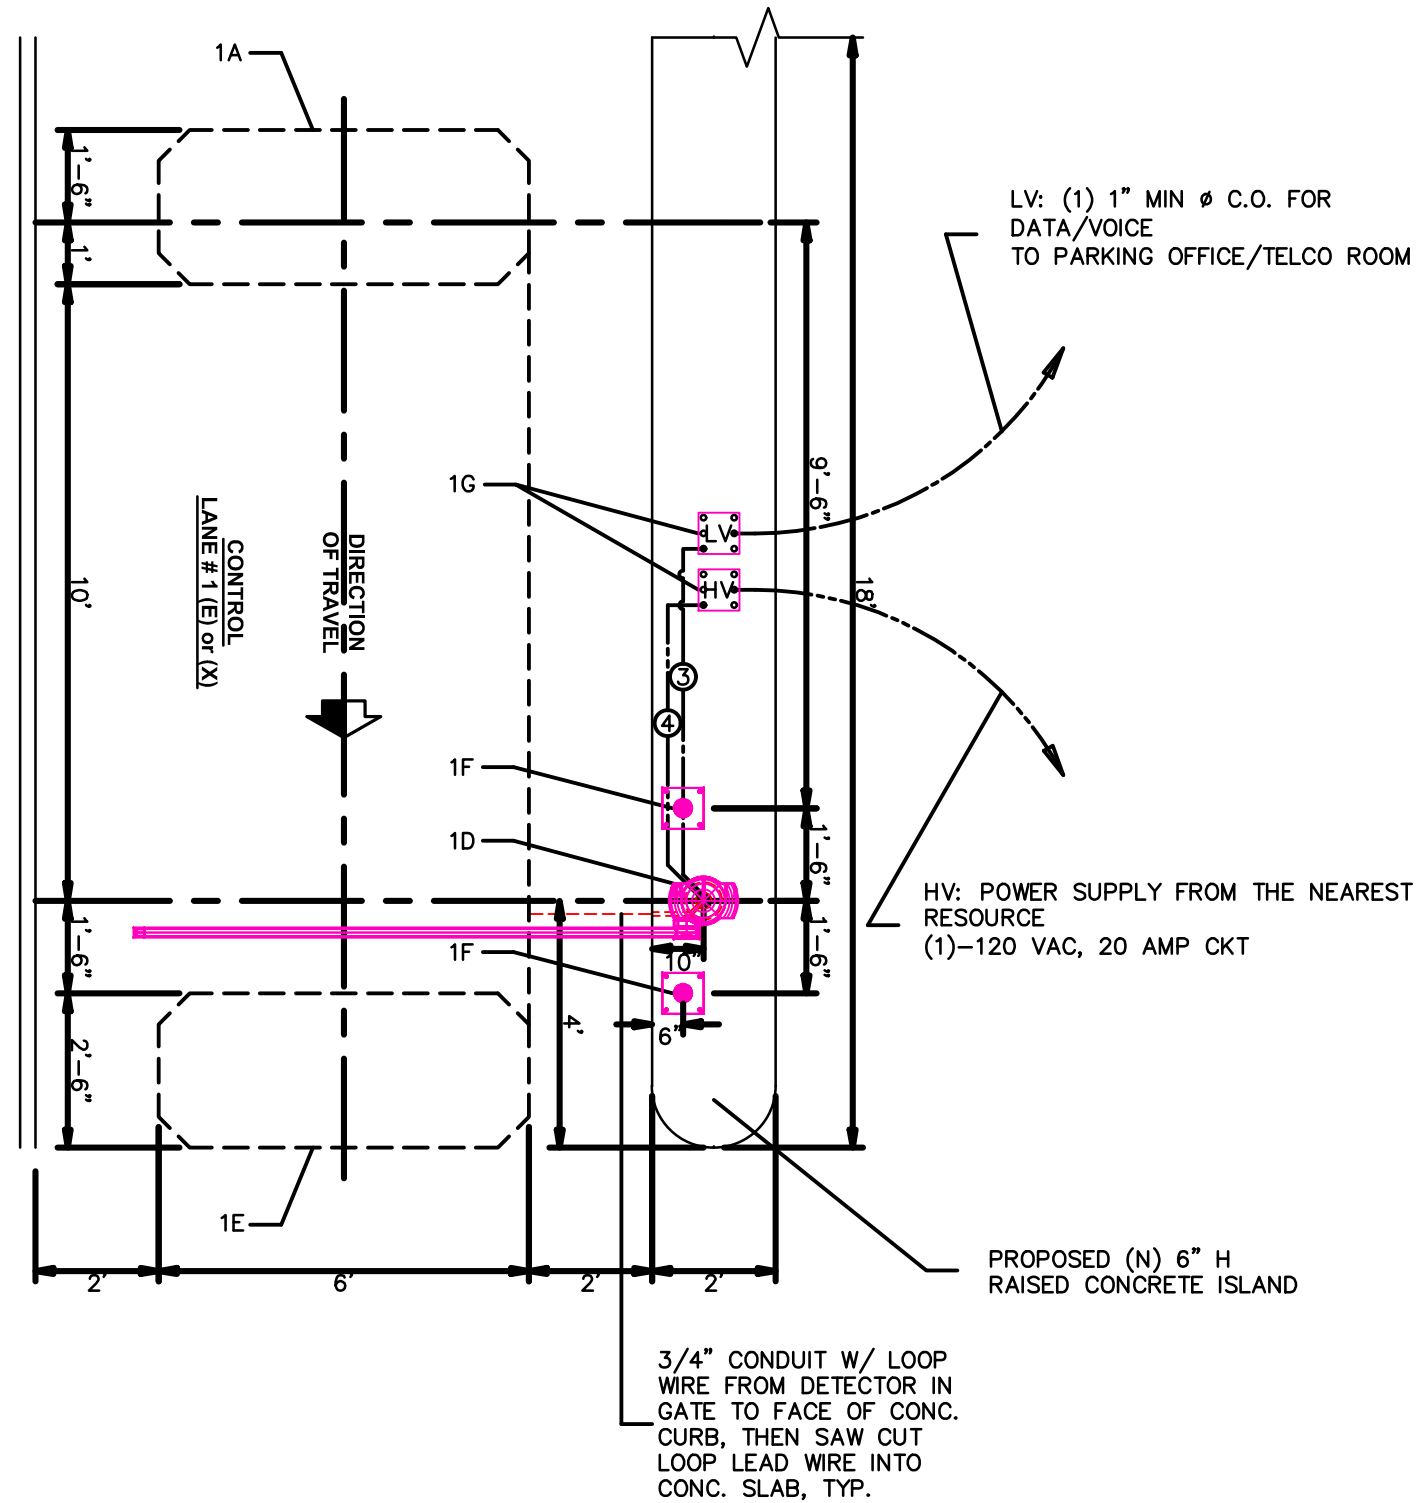 1A
1'-6"
1'
LV: (1) 1" MIN ø C.O. FOR
DATA/VOICE
TO PARKING OFFICE/TELCO ROOM
9'-6"
1G
LV
HV
18'
10'
CONTROL
LANE # 1 (E) or (X)
DIRECTION
OF TRAVEL
3
4
1F
1D
1'-6"
HV: POWER SUPPLY FROM THE NEAREST
RESOURCE
(1)-120 VAC, 20 AMP CKT
1'-6"
1'-6"
1F
10"
6"
4'
2'-6"
1E
2'
6'
2'
2'
PROPOSED (N) 6" H
RAISED CONCRETE ISLAND
3/4" CONDUIT W/ LOOP
WIRE FROM DETECTOR IN
GATE TO FACE OF CONC.
CURB, THEN SAW CUT
LOOP LEAD WIRE INTO
CONC. SLAB, TYP.